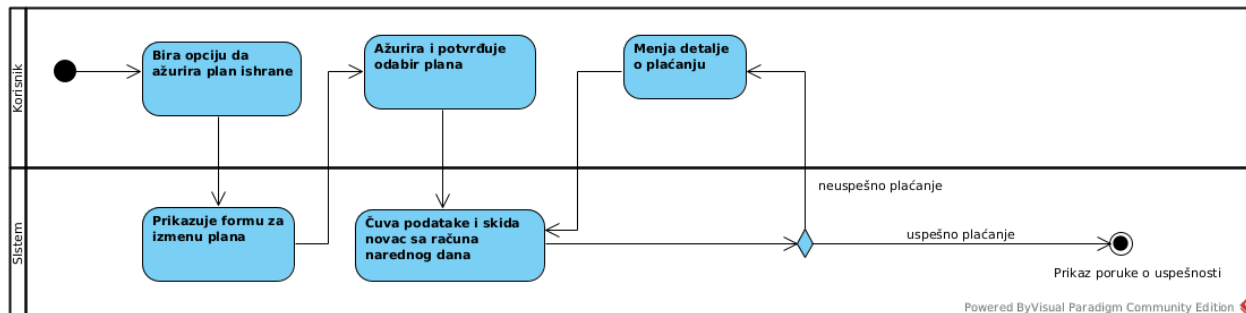 Korisnik
Bira opciju da
ažurira plan ishrane
Ažurira i potvrđuje
odabir plana
Menja detalje
o plaćanju
SIstem
Prikazuje formu za
izmenu plana
Čuva podatake i skida
novac sa računa
narednog dana
neuspešno plaćanje
uspešno plaćanje
Prikaz poruke o uspešnosti
Powered ByVisual Paradigm Community Edition